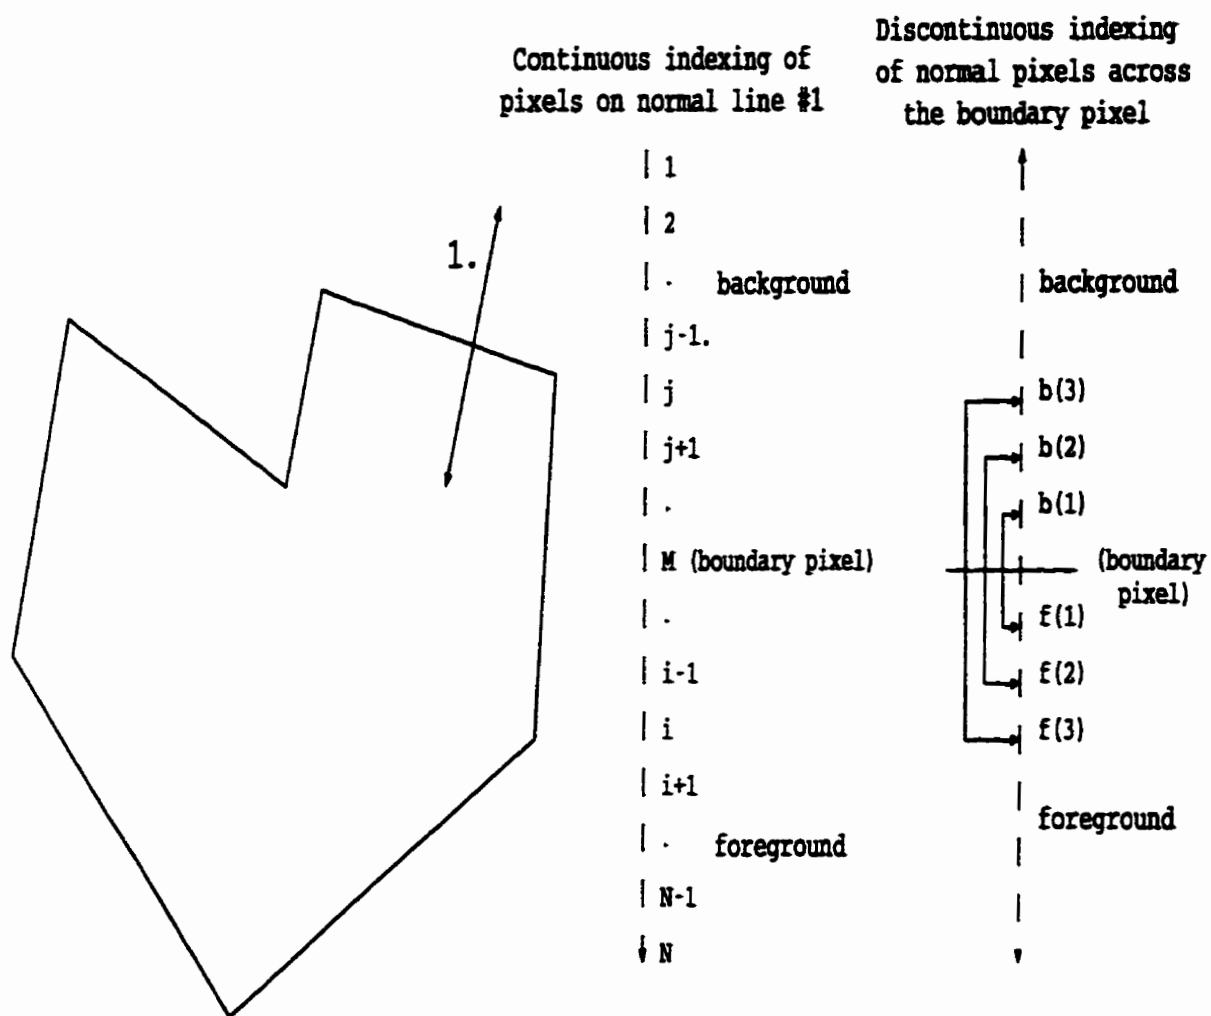 Continuous indexing of
pixels on normal line #1
Discontinuous indexing
of normal pixels across
the boundary pixel
1.
1
2
.
background
j-1.
j
j+1
.
M (boundary pixel)
.
i-1
i
i+1
.
foreground
N-1
N
background
b(3)
b(2)
b(1)
(boundary
pixel)
f(1)
f(2)
f(3)
foreground